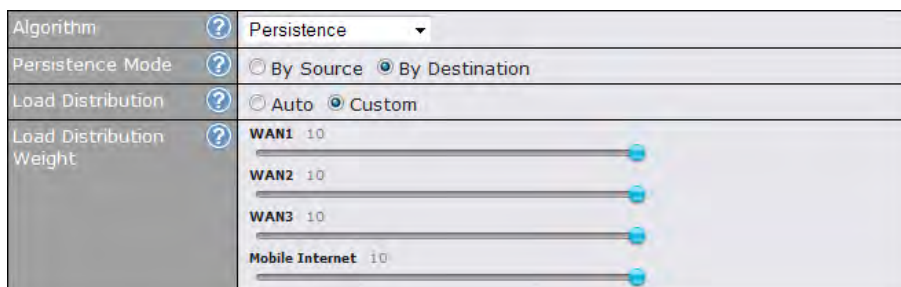 Algorithm ? Persistence
Persistence Mode ? By Source By Destination
Load Distribution ? Auto Custom
Load Distribution Weight ? WAN1 10
WAN2 10
WAN3 10
Mobile Internet 10